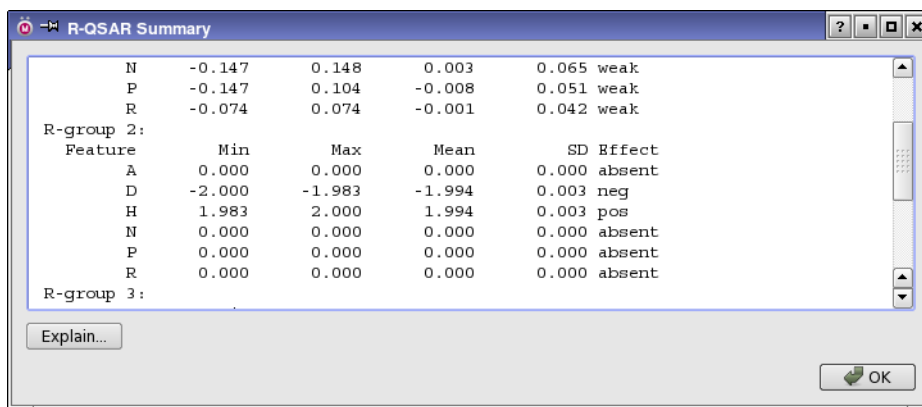 R-QSAR Summary
N -0.147 0.148 0.003 0.065 weak
P -0.147 0.104 -0.008 0.051 weak
R -0.074 0.074 -0.001 0.042 weak
R-group 2:
Feature Min Max Mean SD Effect
A 0.000 0.000 0.000 0.000 absent
D -2.000 -1.983 -1.994 0.003 neg
H 1.983 2.000 1.994 0.003 pos
N 0.000 0.000 0.000 0.000 absent
P 0.000 0.000 0.000 0.000 absent
R 0.000 0.000 0.000 0.000 absent
R-group 3:
Explain...
OK